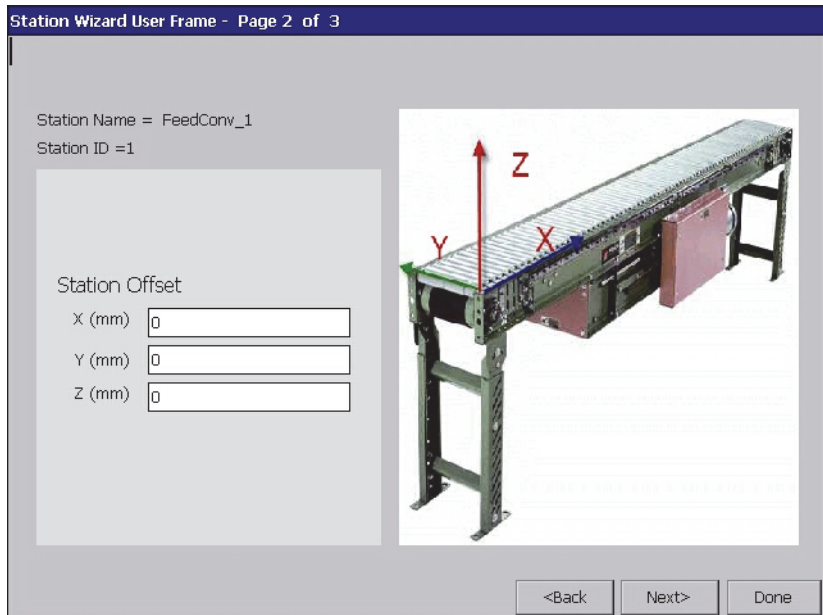 Station Wizard User Frame - Page 2 of 3
Station Name = FeedConv_1
Station ID =1
Z
Y
X
Station Offset
X (mm) 0
Y (mm) 0
Z (mm) 0
<Back Next> Done